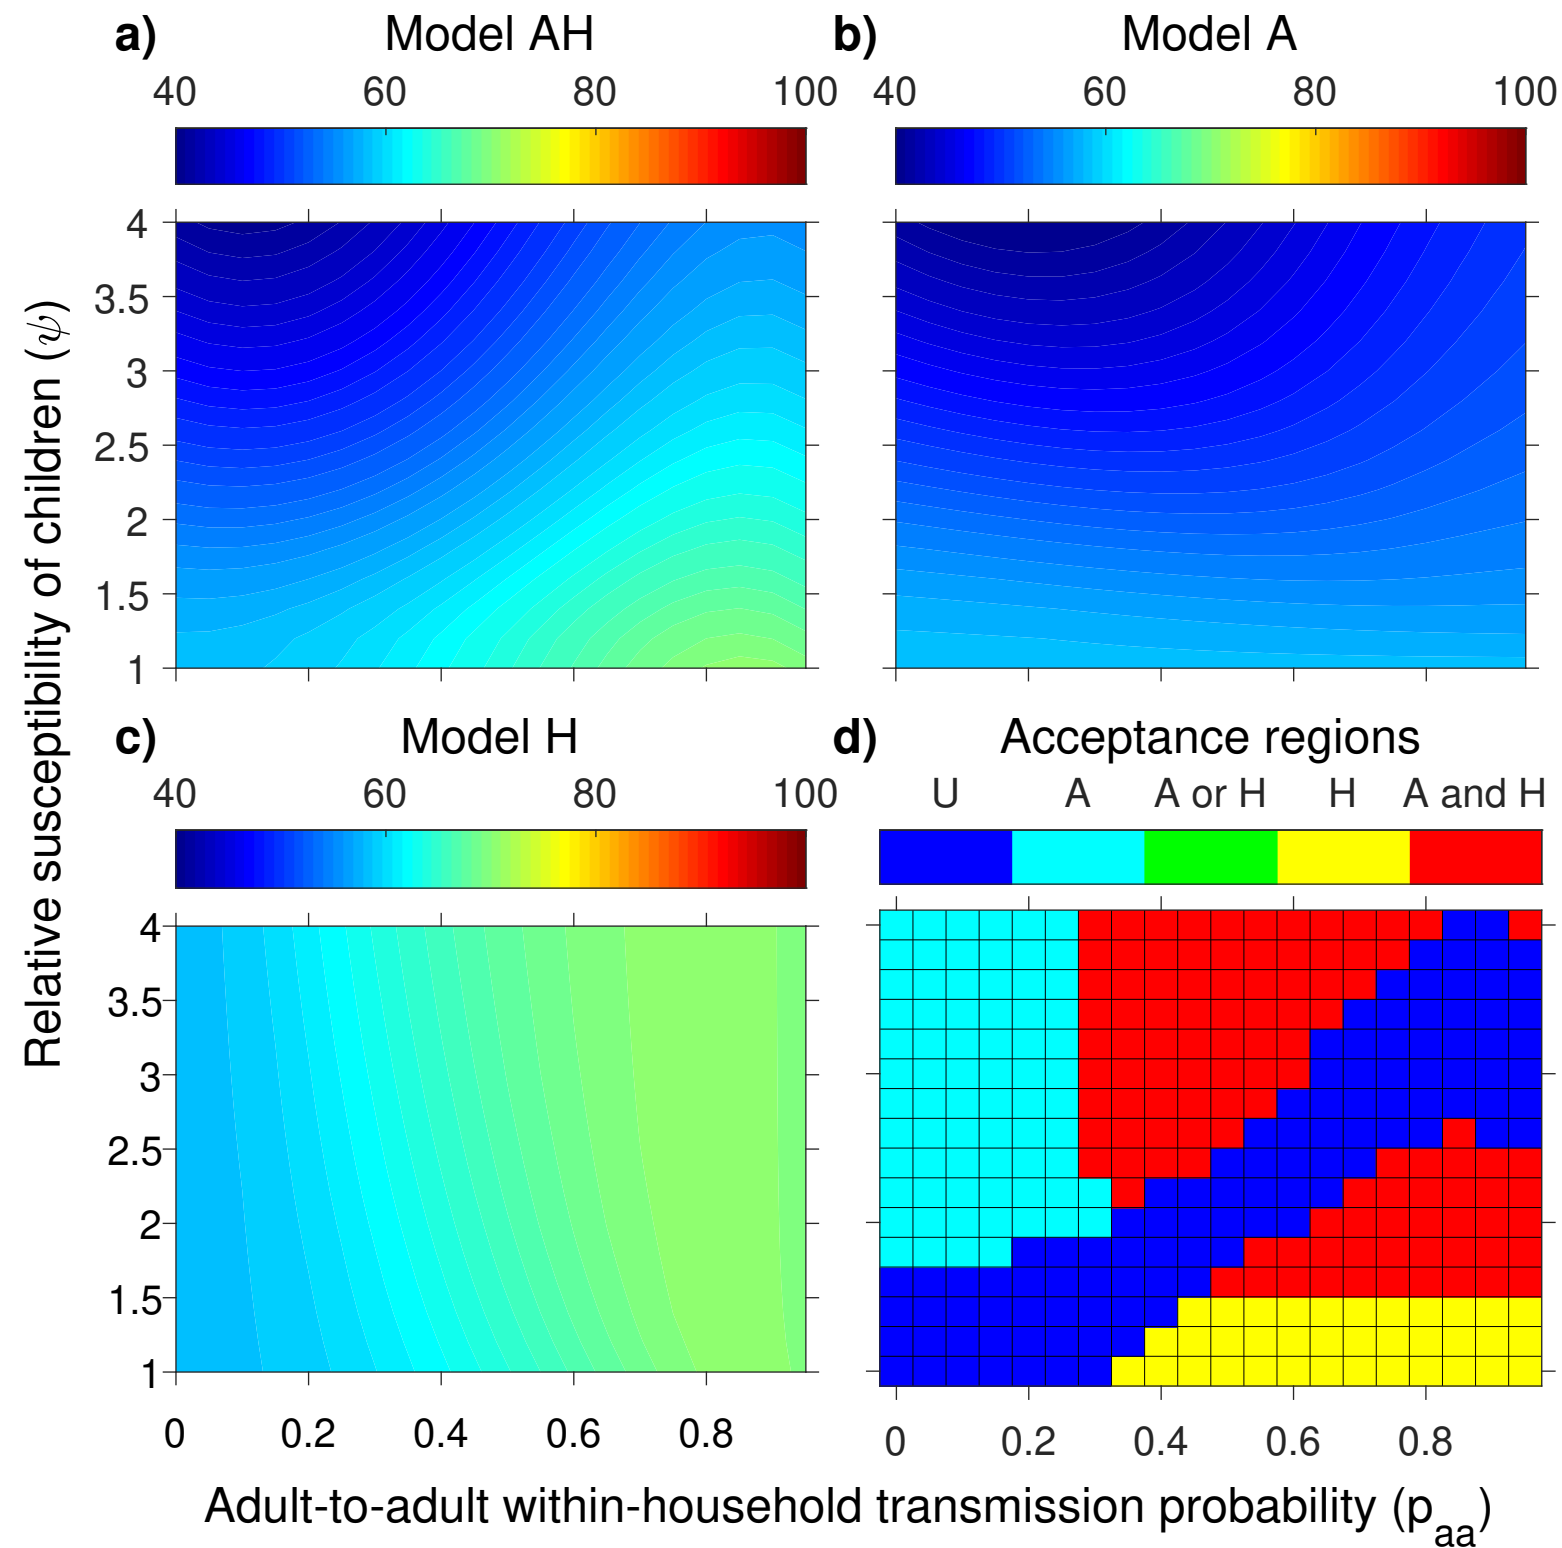 a) Model AH
40 60 80 100
4
3.5
3
2.5
2
1.5
1
b) Model A
40 60 80 100
c) Model H
40 60 80 100
4
3.5
3
2.5
2
1.5
1
0 0.2 0.4 0.6 0.8
d) Acceptance regions
U A A or H H A and H
0 0.2 0.4 0.6 0.8
Relative susceptibility of children (ψ)
Adult-to-adult within-household transmission probability (p_aa)